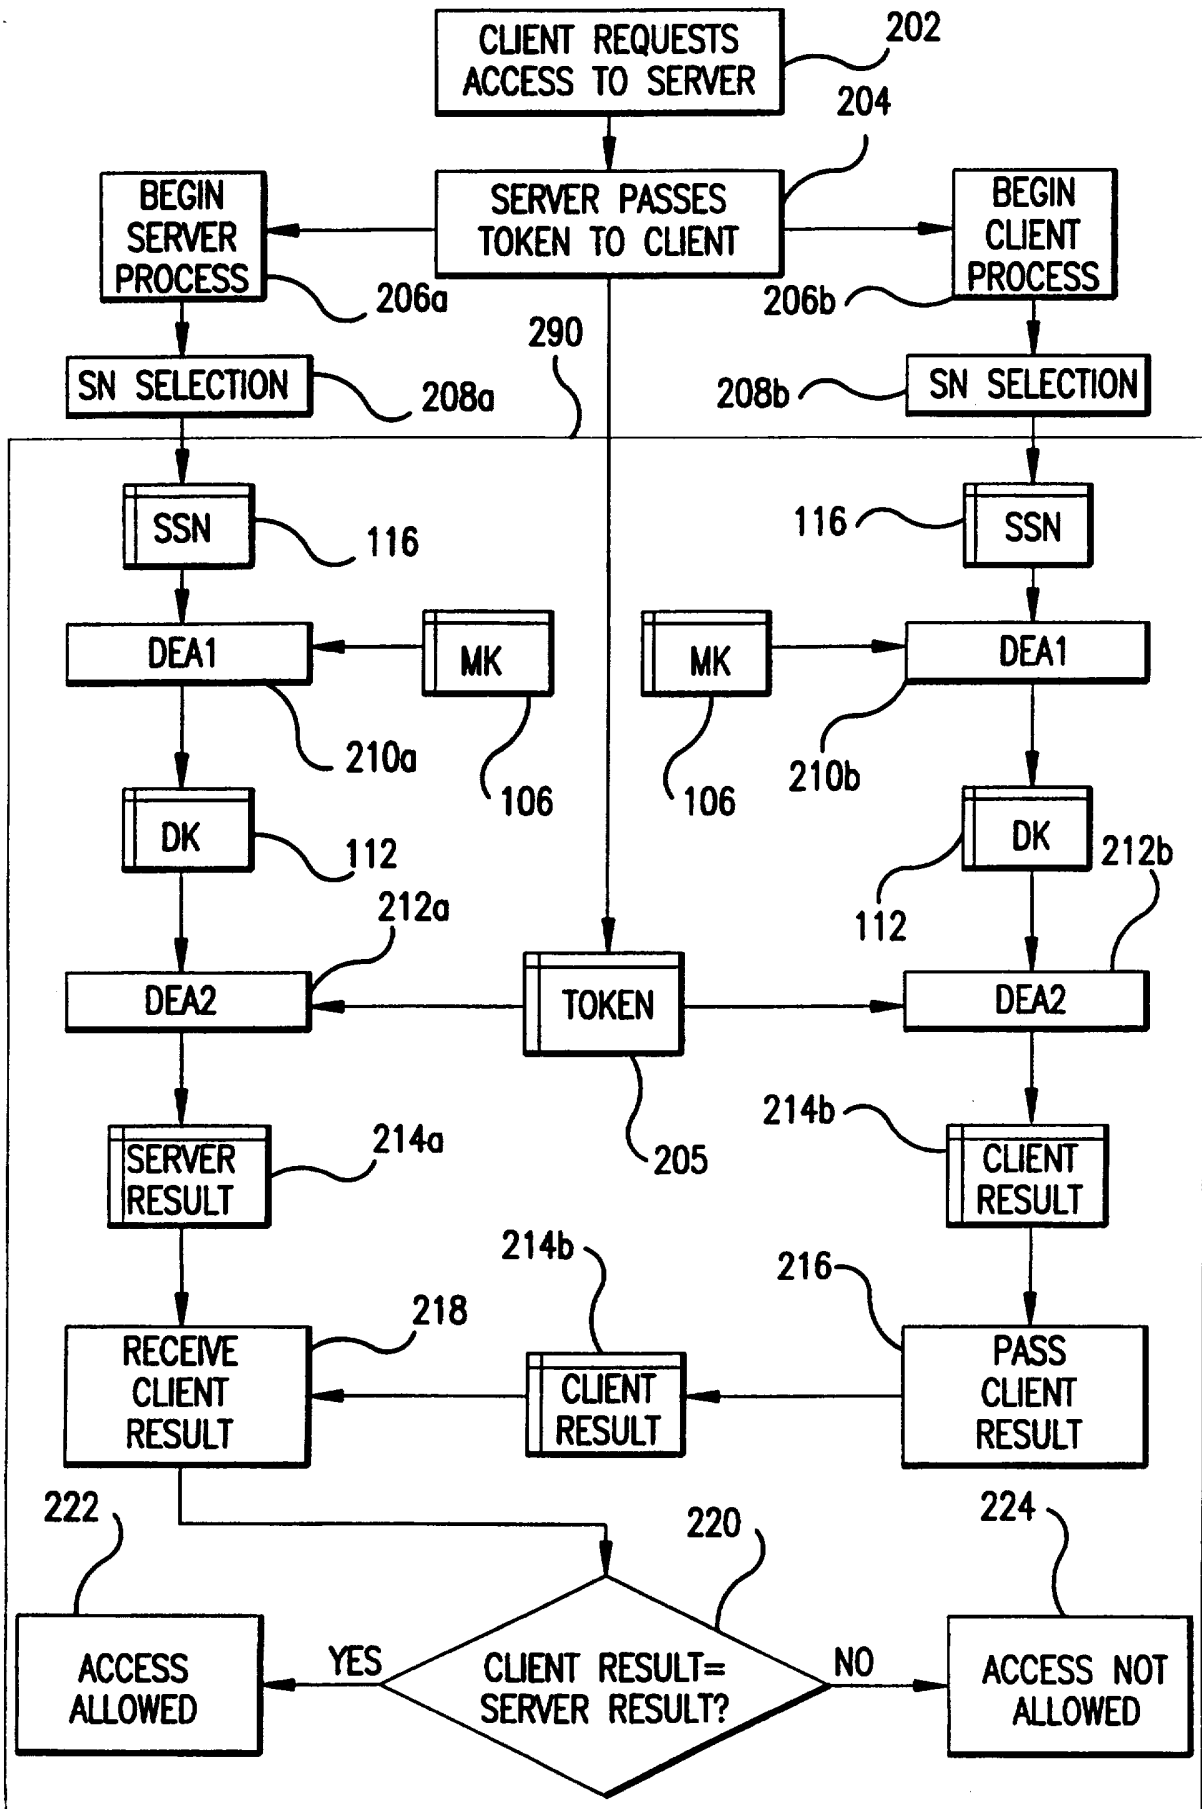 CLIENT REQUESTS
ACCESS TO SERVER
202
204
SERVER PASSES
TOKEN TO CLIENT
BEGIN
SERVER
PROCESS
206a
BEGIN
CLIENT
PROCESS
206b
290
SN SELECTION
208a
SN SELECTION
208b
SSN
116
SSN
116
DEA1
210a
MK
106
MK
106
DEA1
210b
DK
112
DK
112
212a
212b
DEA2
TOKEN
205
DEA2
SERVER
RESULT
214a
CLIENT
RESULT
214b
RECEIVE
CLIENT
RESULT
218
214b
CLIENT
RESULT
216
PASS
CLIENT
RESULT
222
220
224
ACCESS
ALLOWED
YES
CLIENT RESULT=
SERVER RESULT?
NO
ACCESS NOT
ALLOWED